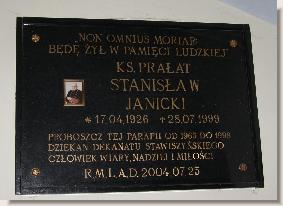 „NON OMNIUS MORIAR
BĘDĘ ŻYŁ W PAMIĘCI LUDZKIEJ"
KS. PRAŁAT
STANISŁAW
JANICKI
* 17.04.1926 + 28.07.1999
PROBOSZCZ TEJ PARAFII OD 1965 DO 1998
DZIEKAN DEKANATU STAWISZYŃSKIEGO
CZŁOWIEK WIARY, NADZIEI I MIŁOŚCI
R.M.I.A.D. 2004.07.25